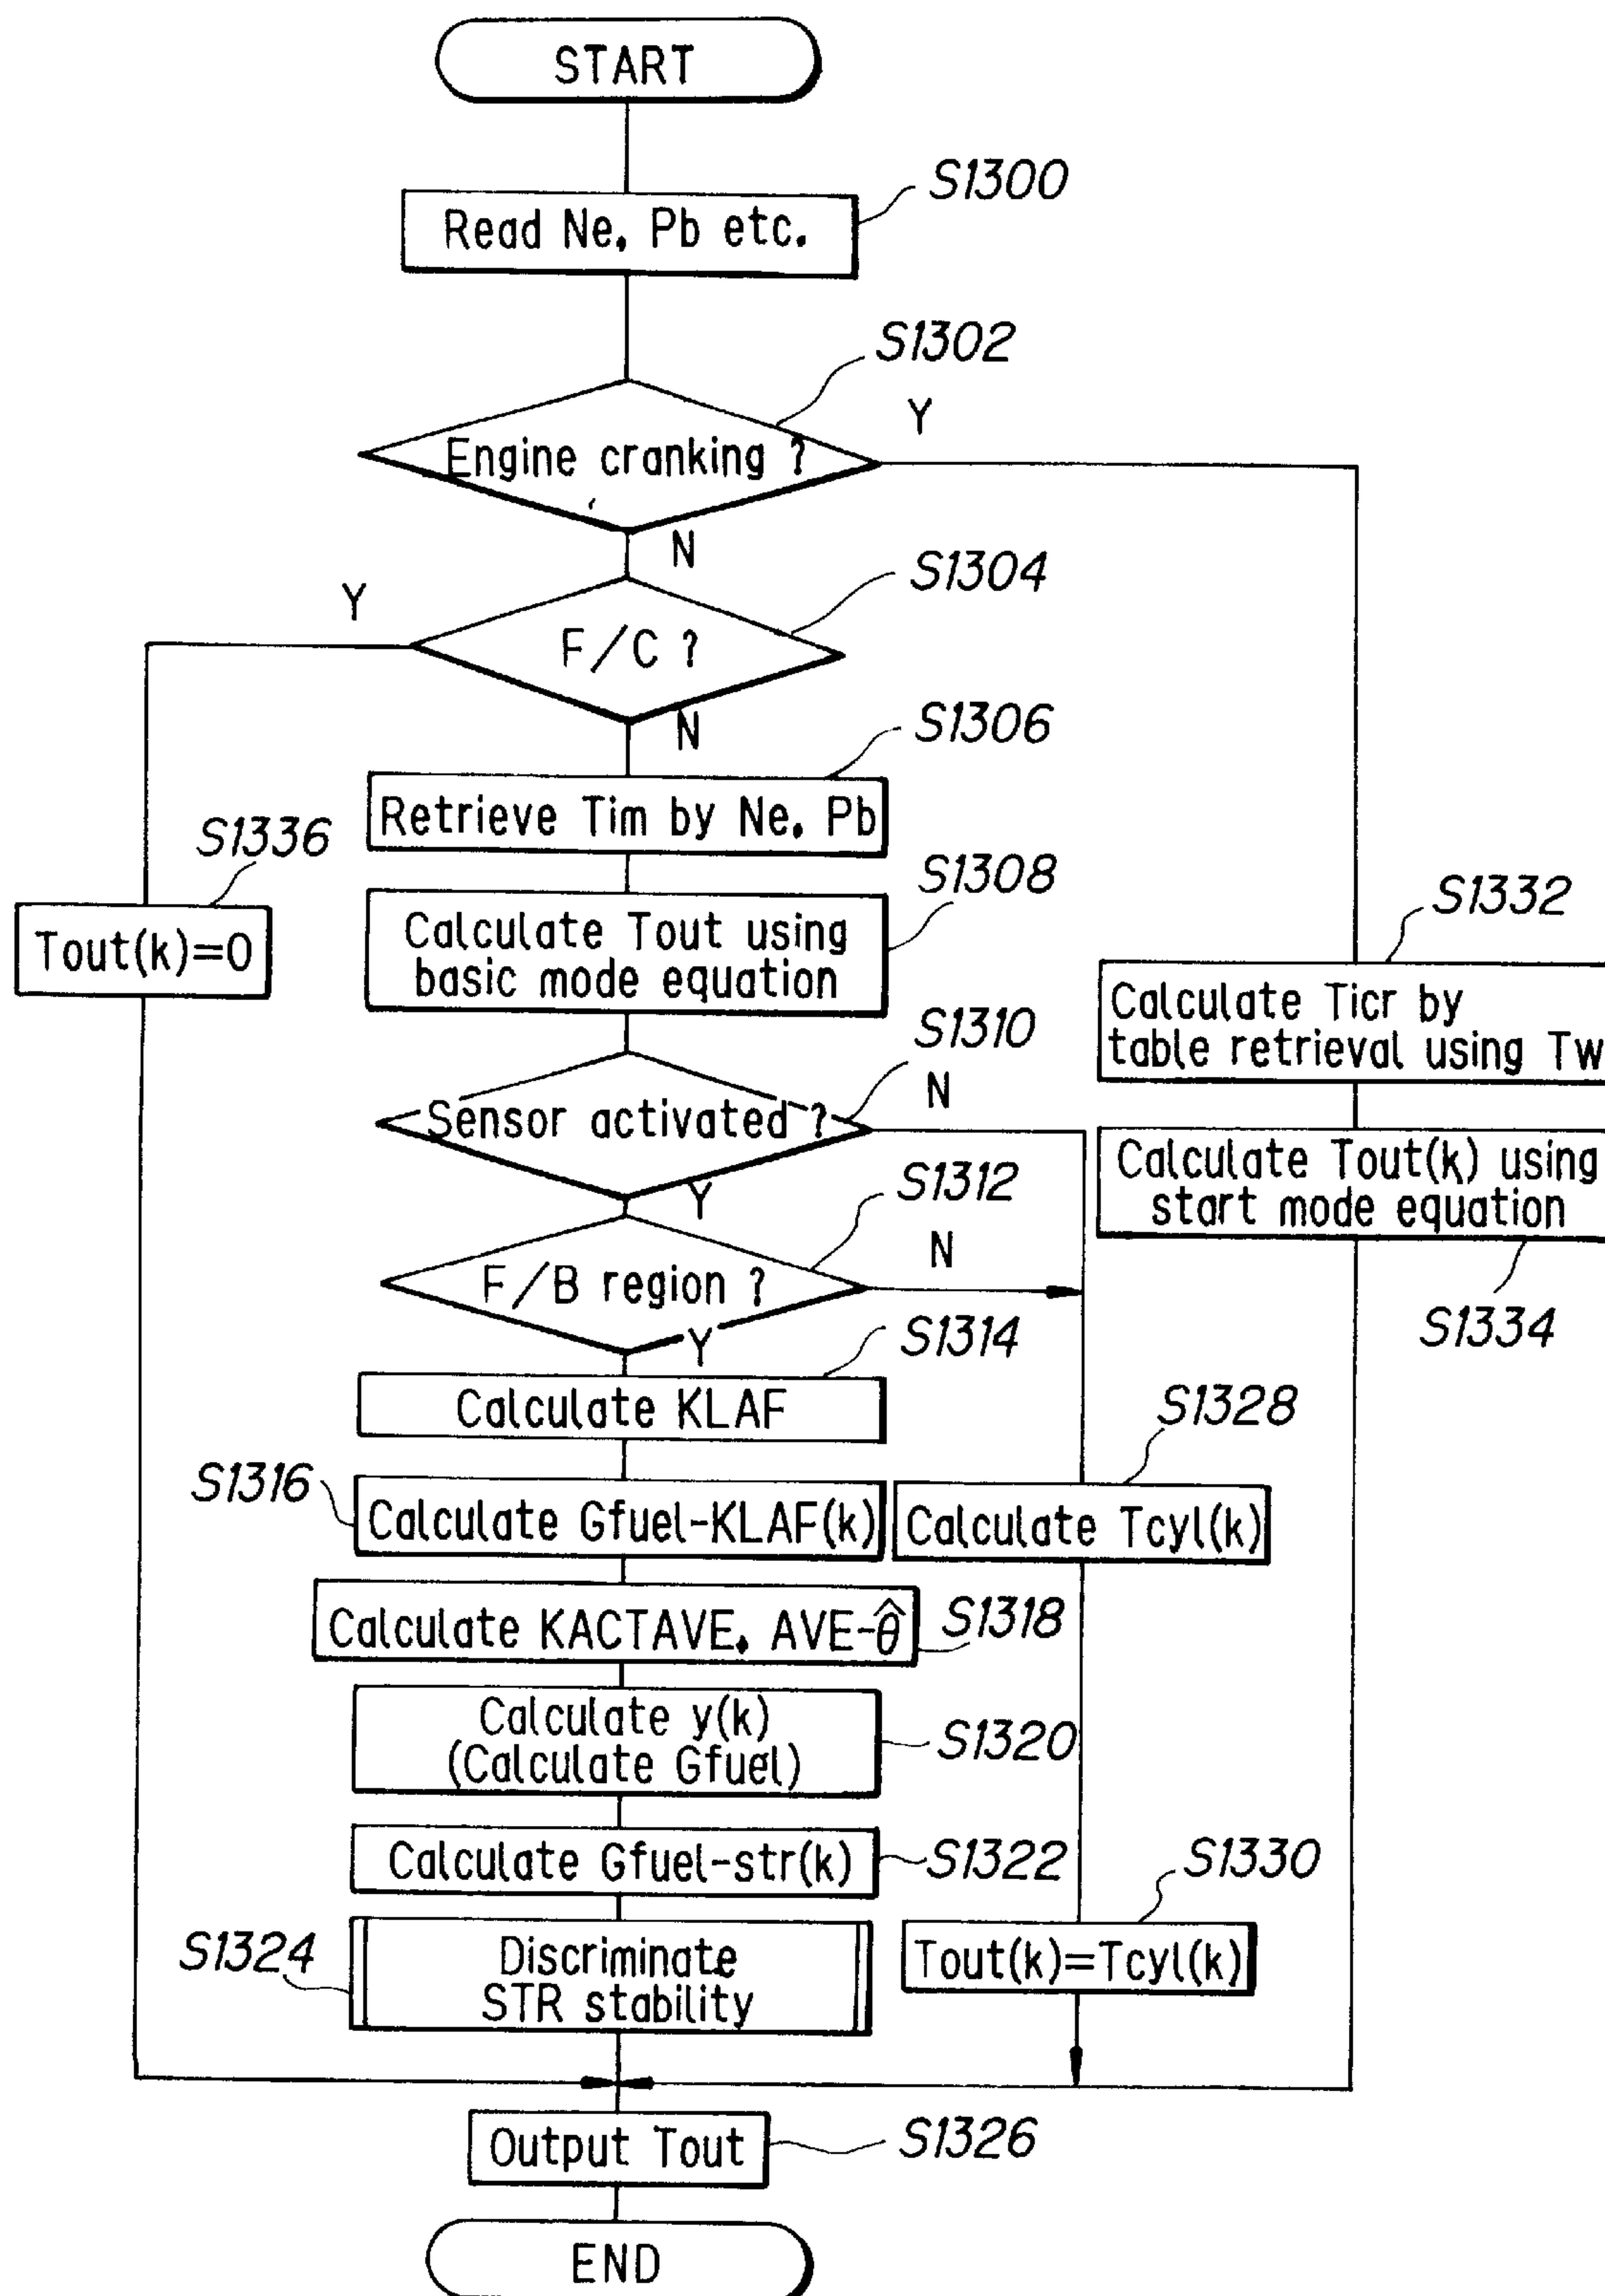 START
S1300
Read Ne. Pb etc.
S1302
Engine cranking ?
Y
N
S1304
Y
F/C ?
N
S1306
Retrieve Tim by Ne. Pb
S1336
Tout(k)=0
S1308
Calculate Tout using
basic mode equation
S1332
Calculate Ticr by
table retrieval using Tw
S1310
Sensor activated ?
N
Y
Calculate Tout(k) using
start mode equation
S1334
S1312
F/B region ?
N
Y
S1314
Calculate KLAF
S1316
Calculate Gfuel-KLAF(k)
S1328
Calculate Tcyl(k)
Calculate KACTAVE. AVE-θ̂
S1318
Calculate y(k)
(Calculate Gfuel)
S1320
Calculate Gfuel-str(k)
S1322
S1330
Tout(k)=Tcyl(k)
S1324
Discriminate
STR stability
Output Tout
S1326
END